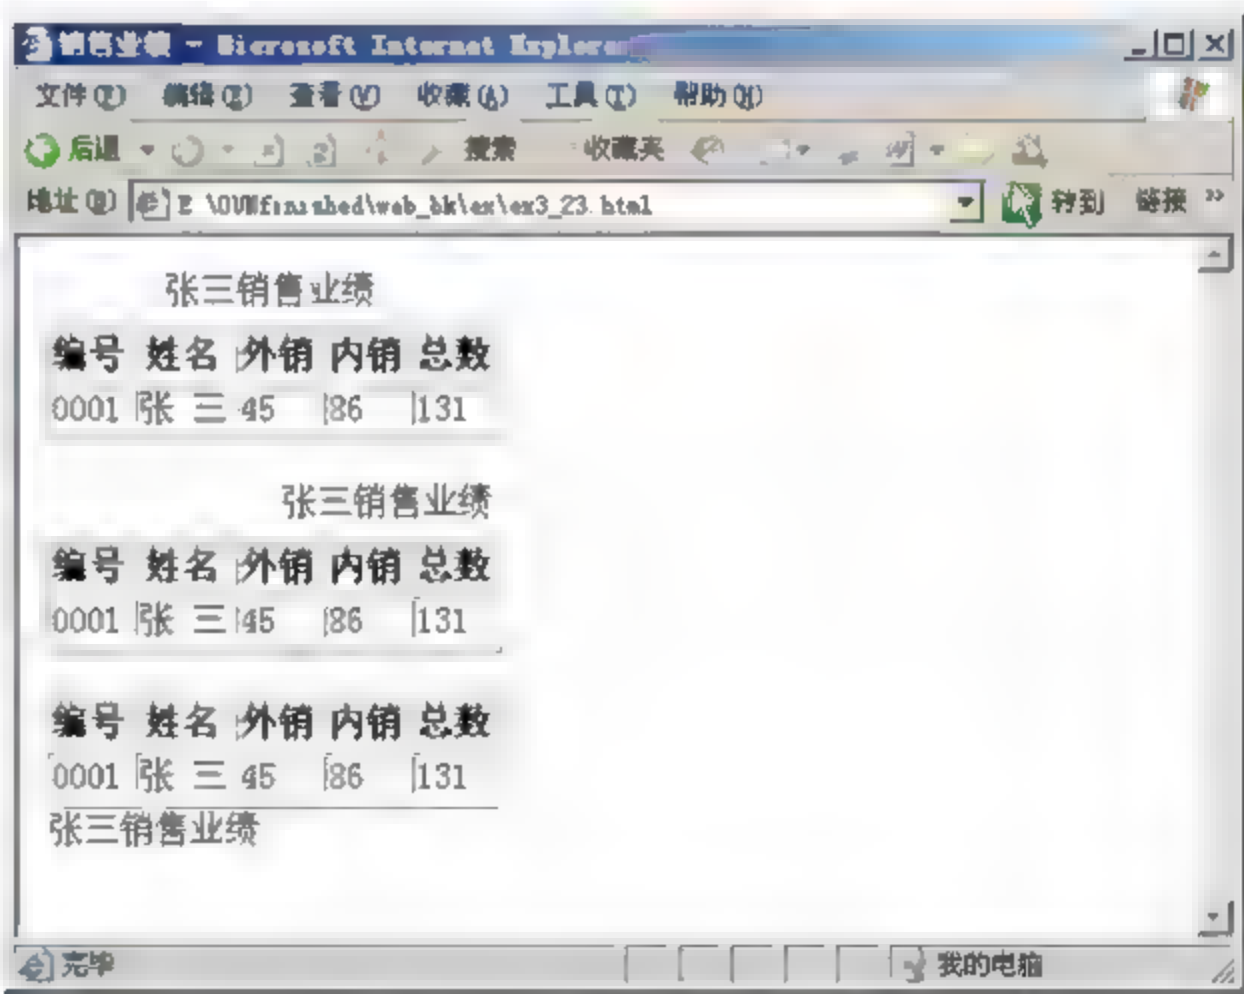 销售业绩 - Microsoft Internet Explorer
文件(F) 编辑(E) 查看(V) 收藏(A) 工具(T) 帮助(H)
后退 搜索 收藏夹
地址(D) E \OVMfinished\web_bk\ex\ex3_23.html 转到 链接 »
张三销售业绩
编号 姓名 外销 内销 总数
0001 张 三 45 86 131
张三销售业绩
编号 姓名 外销 内销 总数
0001 张 三 45 86 131
编号 姓名 外销 内销 总数
0001 张 三 45 86 131
张三销售业绩
完毕 我的电脑